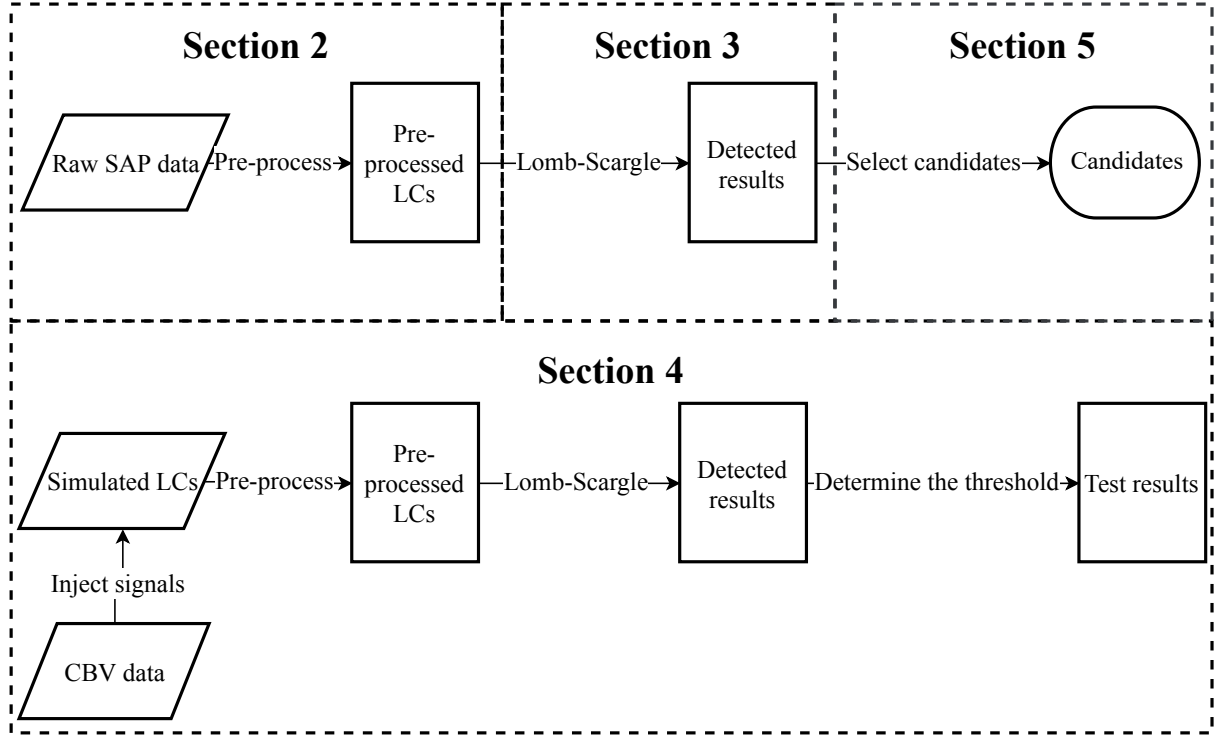 Section 2
Section 3
Section 5
Raw SAP data
Pre-process
Pre-
processed
LCs
Lomb-Scargle
Detected
results
Select candidates
Candidates
Section 4
Simulated LCs
Pre-process
Pre-
processed
LCs
Lomb-Scargle
Detected
results
Determine the threshold
Test results
Inject signals
CBV data